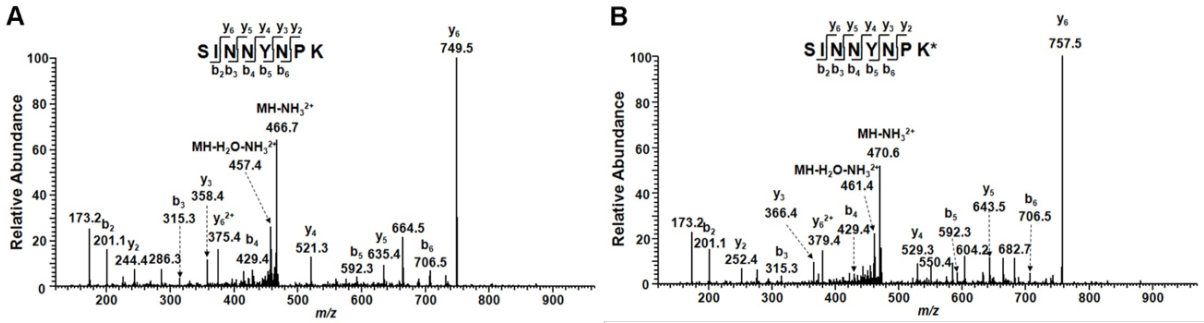 A
y6 y5 y4 y3 y2
SINNYNPK
b2 b3 b4 b5 b6
y6
749.5
MH-NH3 2+
466.7
MH-H2O-NH3 2+
457.4
y3
358.4
b3
315.3
y6 2+
375.4
173.2
b2
201.1
y2
244.4
286.3
b4
429.4
y4
521.3
b5
592.3
y5
635.4
664.5
b6
706.5
Relative Abundance
100
80
60
40
20
0
200 300 400 500 600 700 800 900
m/z
B
y6 y5 y4 y3 y2
SINNYNPK*
b2 b3 b4 b5 b6
y6
757.5
MH-NH3 2+
470.6
MH-H2O-NH3 2+
461.4
y3
366.4
y6 2+
379.4
b4
429.4
173.2
b2
201.1
y2
252.4
b3
315.3
y4
529.3
550.4
b5
592.3
604.2
y5
643.5
682.7
b6
706.5
Relative Abundance
100
80
60
40
20
0
200 300 400 500 600 700 800 900
m/z